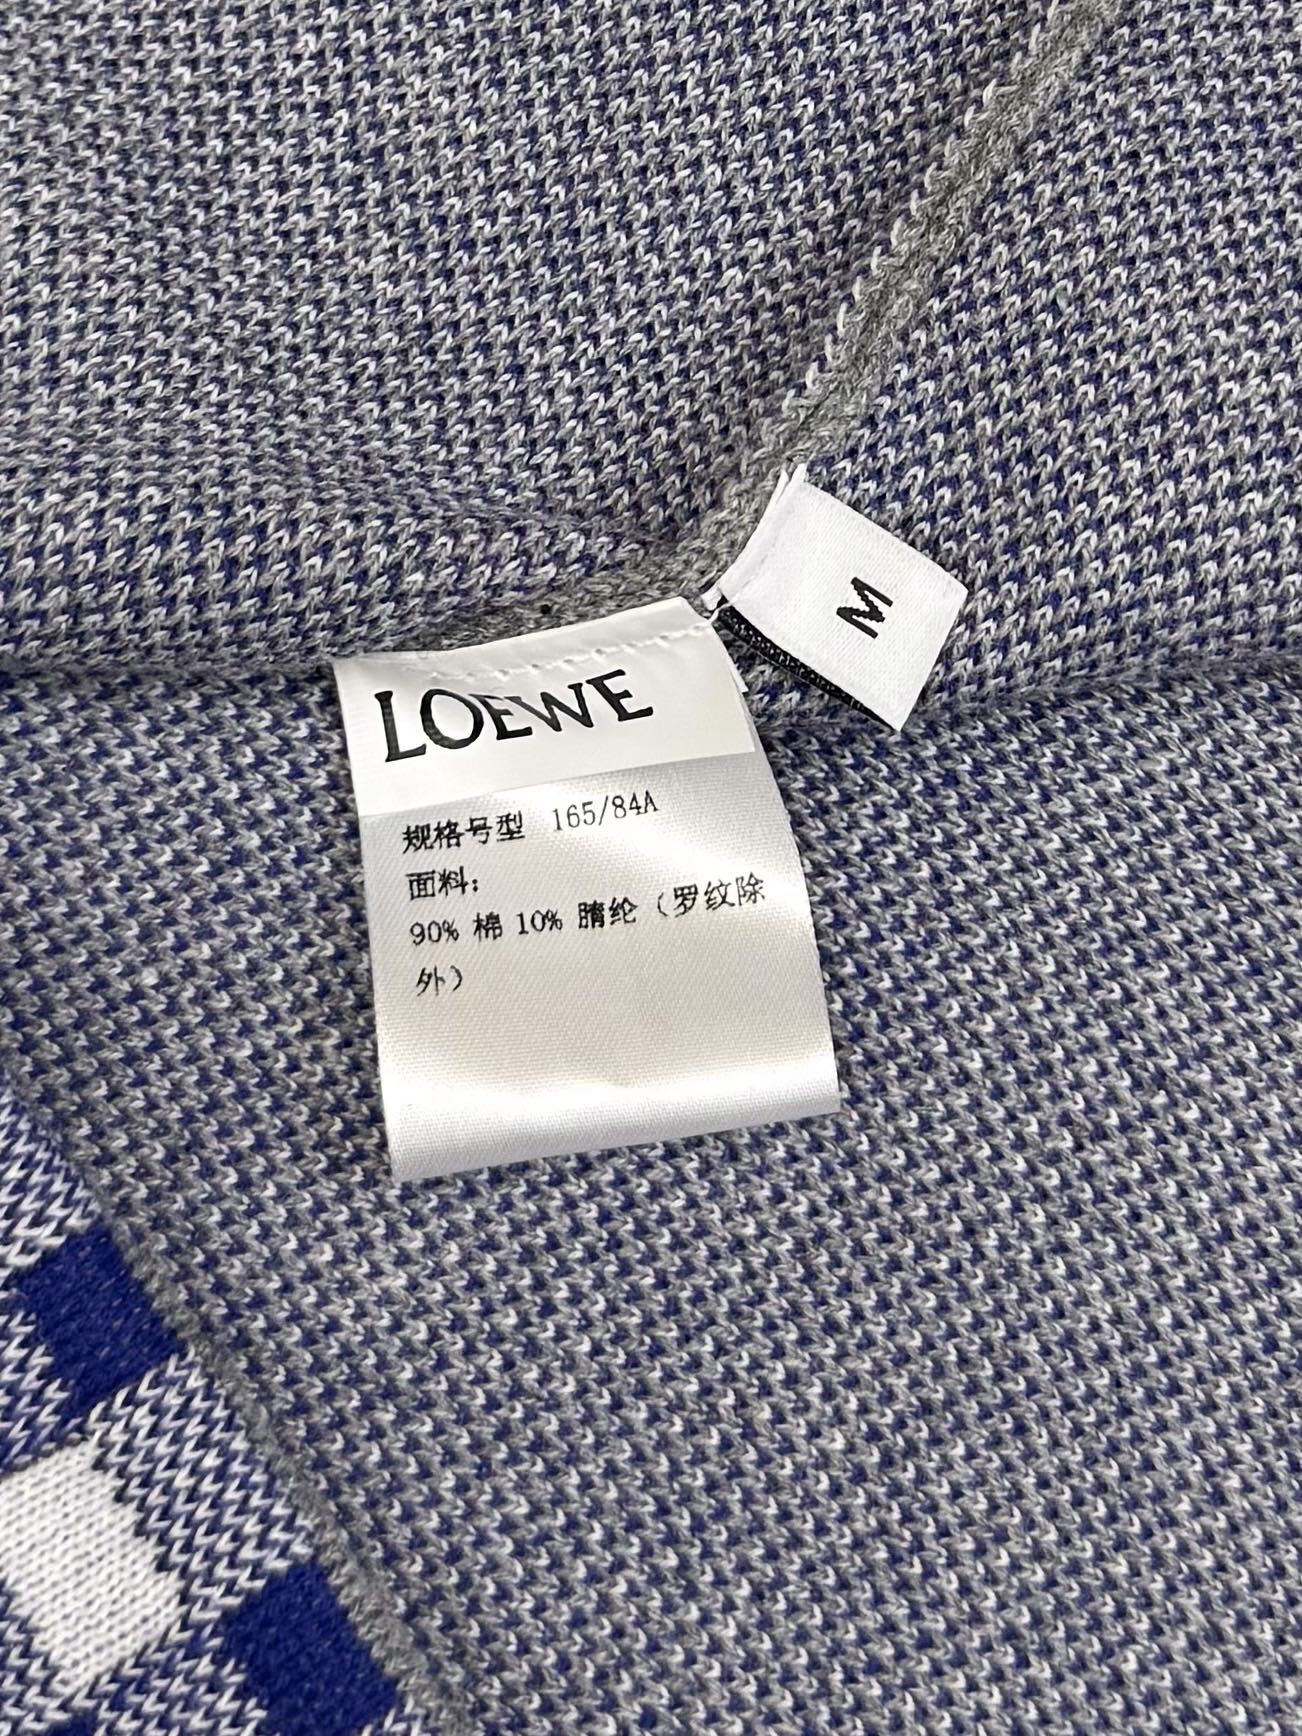 LOEWE
规格号型 165/84A
面料:
90% 棉 10% 腈纶（罗纹除
外）
M